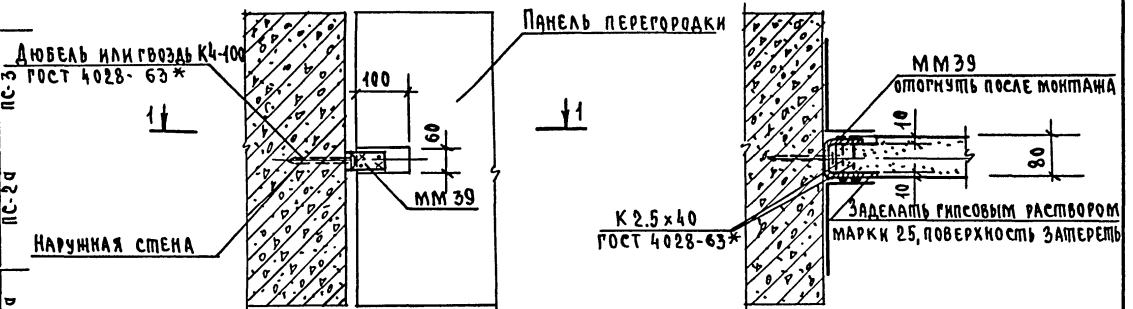 Дюбель или гвоздь К4-100
ГОСТ 4028-63*
ПС-3
ПС-2а
а
1
Наружная стена
100
60
ММ 39
Панель перегородки
1
ММ39
отогнуть после монтажа
10
80
10
К 2.5х40
ГОСТ 4028-63*
Заделать гипсовым раствором
марки 25, поверхность затереть